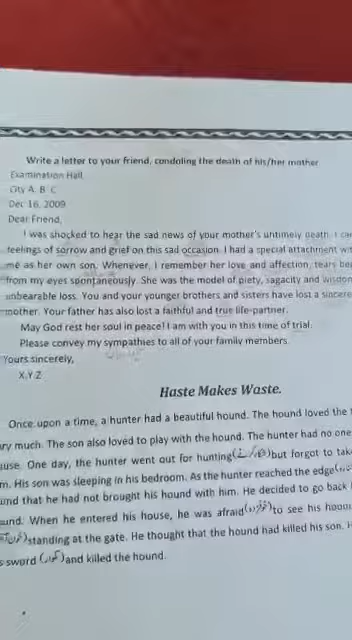 Write a letter to your friend, condoling the death of his/her mother
Examination Hall,
City A. B. C
Dec 16, 2009
Dear Friend,
I was shocked to hear the sad news of your mother's untimely death. I
feelings of sorrow and grief on this sad occasion. I had a special attachment
me as her own son. Whenever, I remember her love and affection, tears
from my eyes spontaneously. She was the model of piety, sagacity and
unbearable loss. You and your younger brothers and sisters have lost a sincere
mother. Your father has also lost a faithful and true life-partner.
May God rest her soul in peace! I am with you in this time of trial.
Please convey my sympathies to all of your family members.
Yours sincerely,
X.Y.Z
Haste Makes Waste.
Once upon a time, a hunter had a beautiful hound. The hound loved the
much. The son also loved to play with the hound. The hunter had no one
One day, the hunter went out for hunting but forgot to
His son was sleeping in his bedroom. As the hunter reached the edge
that he had not brought his hound with him. He decided to go back
When he entered his house, he was afraid to see his
standing at the gate. He thought that the hound had killed his son.
sword and killed the hound.